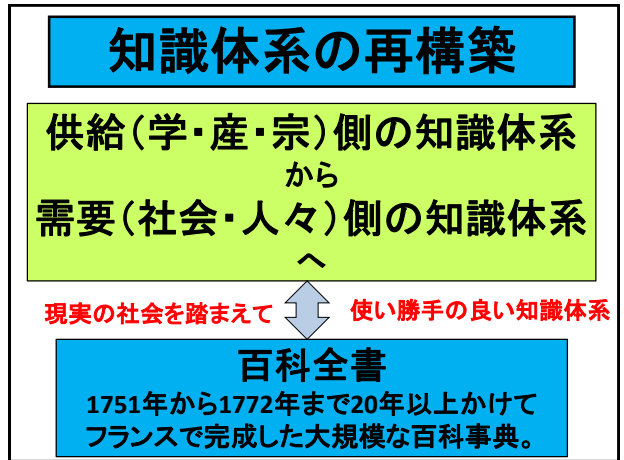 知識体系の再構築
供給(学・産・宗)側の知識体系
から
需要(社会・人々)側の知識体系
へ
現実の社会を踏まえて
使い勝手の良い知識体系
百科全書
1751年から1772年まで20年以上かけて
フランスで完成した大規模な百科事典。